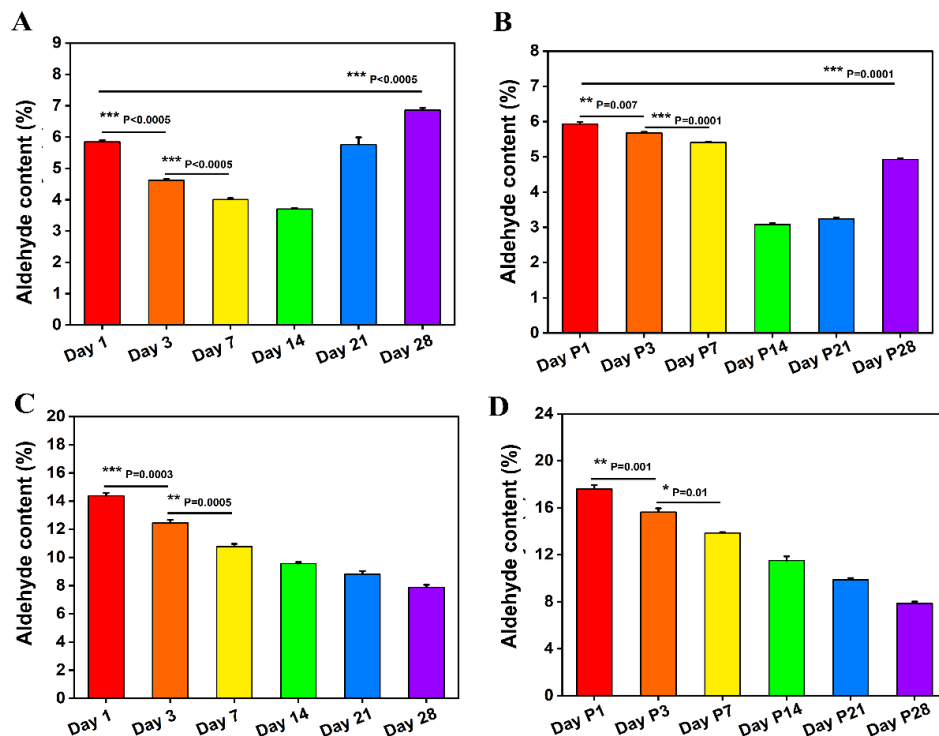 A
Aldehyde content (%)
9
8
7
6
5
4
3
2
1
0
*** P<0.0005
*** P<0.0005
*** P<0.0005
Day 1 Day 3 Day 7 Day 14 Day 21 Day 28
B
Aldehyde content (%)
8
7
6
5
4
3
2
1
0
*** P=0.0001
** P=0.007
*** P=0.0001
Day P1 Day P3 Day P7 Day P14 Day P21 Day P28
C
Aldehyde content (%)
20
18
16
14
12
10
8
6
4
2
0
*** P=0.0003
** P=0.0005
Day 1 Day 3 Day 7 Day 14 Day 21 Day 28
D
Aldehyde content (%)
24
20
16
12
8
4
0
** P=0.001
* P=0.01
Day P1 Day P3 Day P7 Day P14 Day P21 Day P28